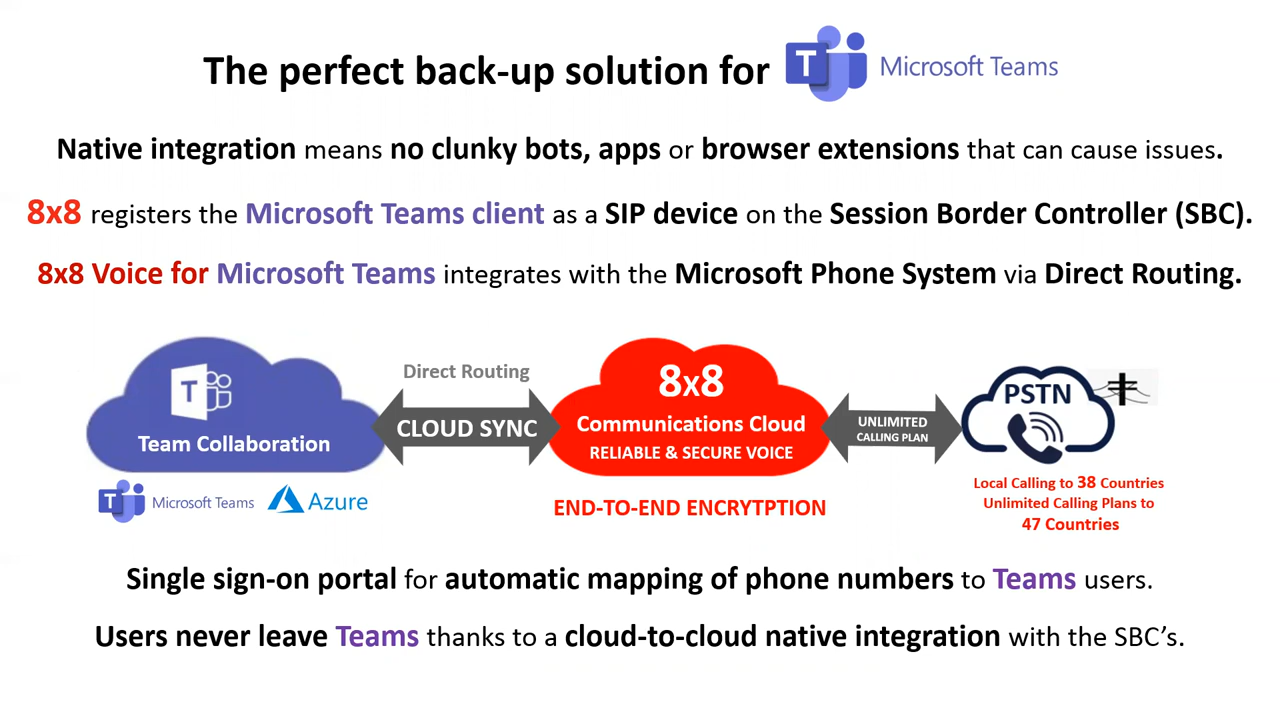 The perfect back-up solution for Microsoft Teams
Native integration means no clunky bots, apps or browser extensions that can cause issues.
8x8 registers the Microsoft Teams client as a SIP device on the Session Border Controller (SBC).
8x8 Voice for Microsoft Teams integrates with the Microsoft Phone System via Direct Routing.
T
Team Collaboration
Microsoft Teams Azure
Direct Routing
CLOUD SYNC
8x8
Communications Cloud
RELIABLE & SECURE VOICE
END-TO-END ENCRYTPTION
UNLIMITED
CALLING PLAN
PSTN
Local Calling to 38 Countries
Unlimited Calling Plans to
47 Countries
Single sign-on portal for automatic mapping of phone numbers to Teams users.
Users never leave Teams thanks to a cloud-to-cloud native integration with the SBC's.